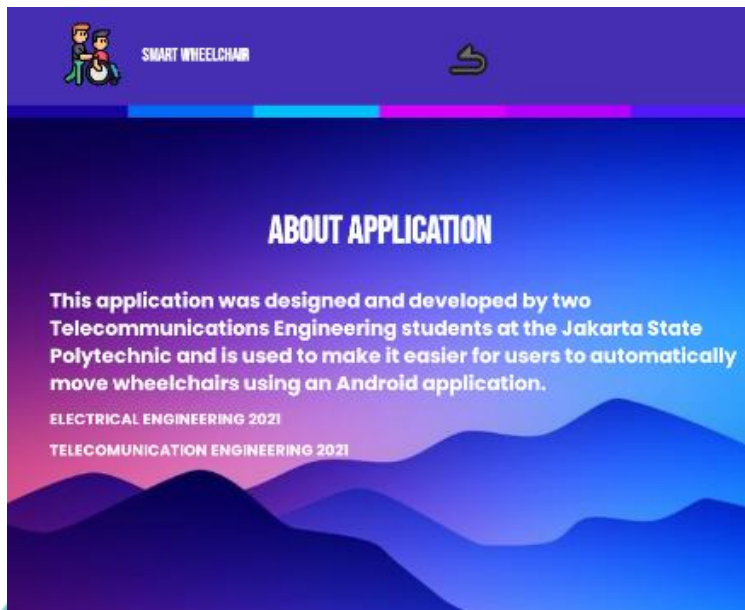 SMART WHEELCHAIR
ABOUT APPLICATION
This application was designed and developed by two
Telecommunications Engineering students at the Jakarta State
Polytechnic and is used to make it easier for users to automatically
move wheelchairs using an Android application.
ELECTRICAL ENGINEERING 2021
TELECOMUNICATION ENGINEERING 2021